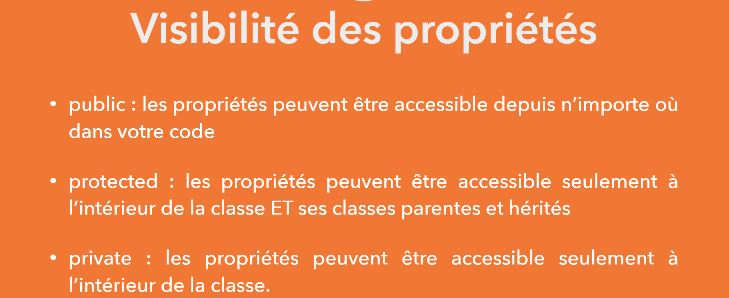 Visibilité des propriétés
• public : les propriétés peuvent être accessible depuis n'importe où
dans votre code
• protected : les propriétés peuvent être accessible seulement à
l'intérieur de la classe ET ses classes parentes et hérités
• private : les propriétés peuvent être accessible seulement à
l'intérieur de la classe.